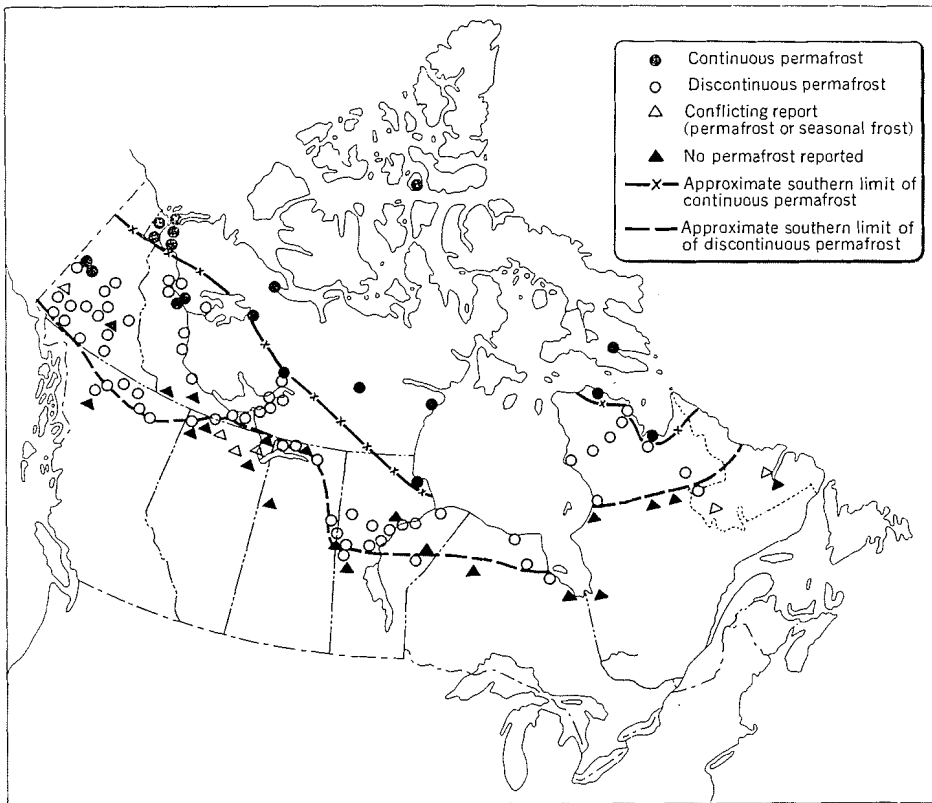 Continuous permafrost
Discontinuous permafrost
Conflicting report
(permafrost or seasonal frost)
No permafrost reported
Approximate southern limit of
continuous permafrost
Approximate southern limit of
of discontinuous permafrost